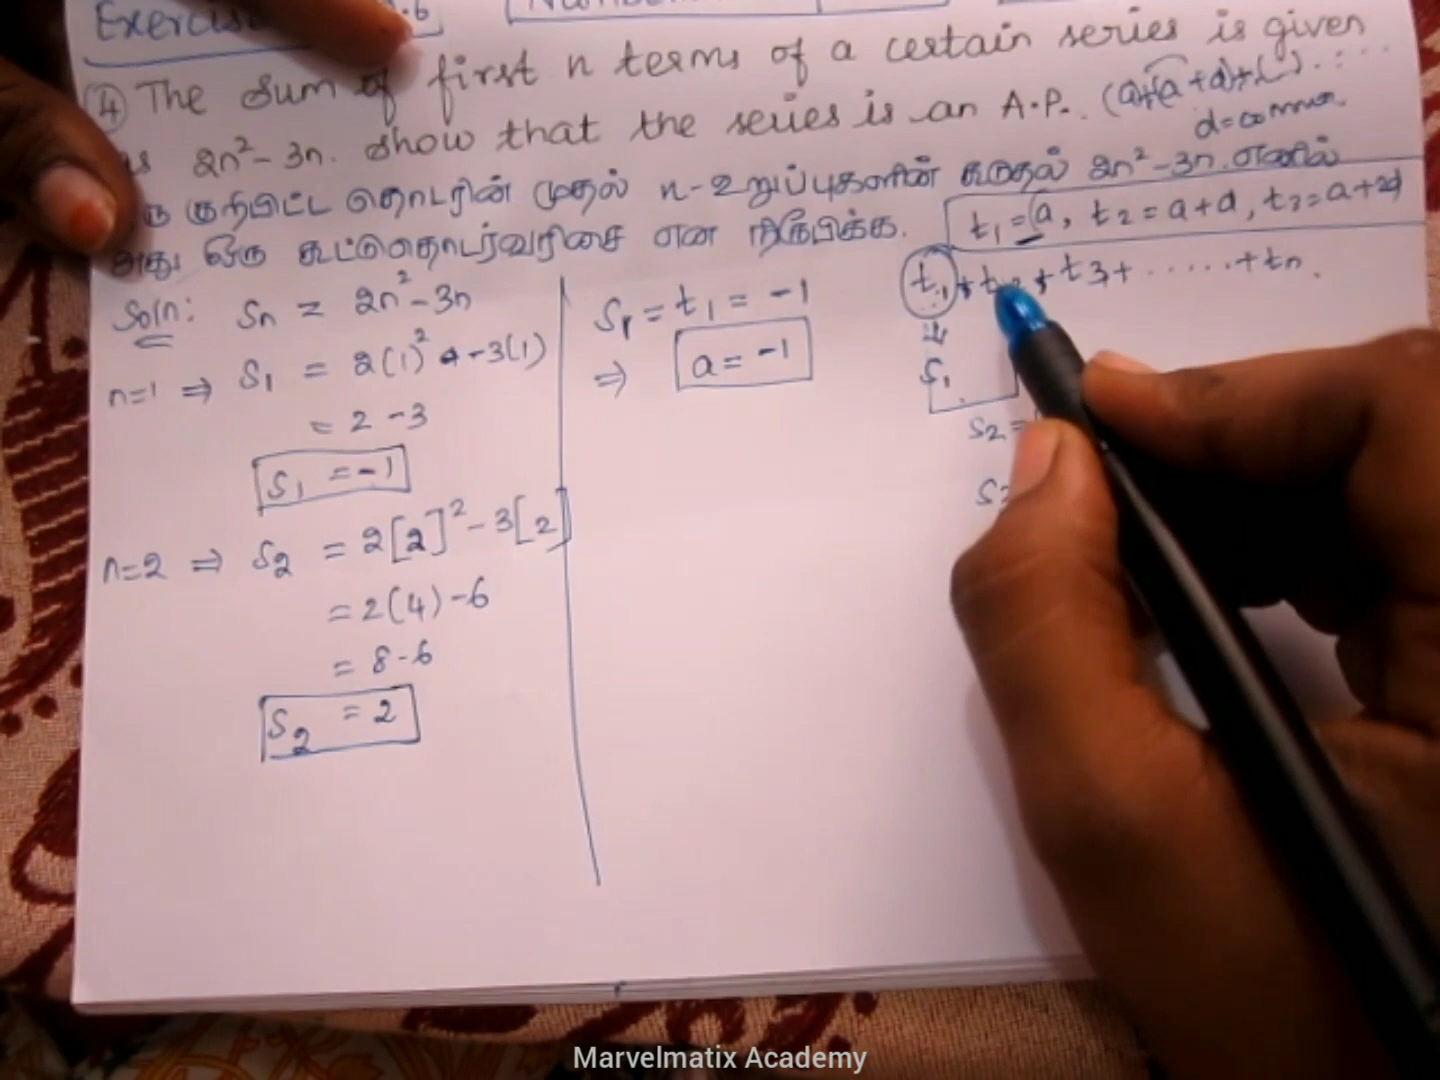 ④ The sum of first n terms of a certain series is given
is 2n² - 3n. show that the series is an A.P. (a+(a+d)+( ).....
d = common
குறிப்பிட்ட தொடரின் முதல் n-உறுப்புகளின் கூடுதல் 2n² - 3n. எனில்
அது ஒரு கூட்டுத்தொடர்வரிசை என நிரூபிக்க.
t₁ = a, t₂ = a+d, t₃ = a+2d
t₁ + t₂ + t₃ + ...... + tn.
S₁
S₂ =
Soln: Sn = 2n² - 3n
n=1 ⇒ S₁ = 2(1)² - 3(1)
= 2 - 3
S₁ = -1
n=2 ⇒ S₂ = 2[2]² - 3[2]
= 2(4) - 6
= 8 - 6
S₂ = 2
S₁ = t₁ = -1
⇒ a = -1
Marvelmatix Academy